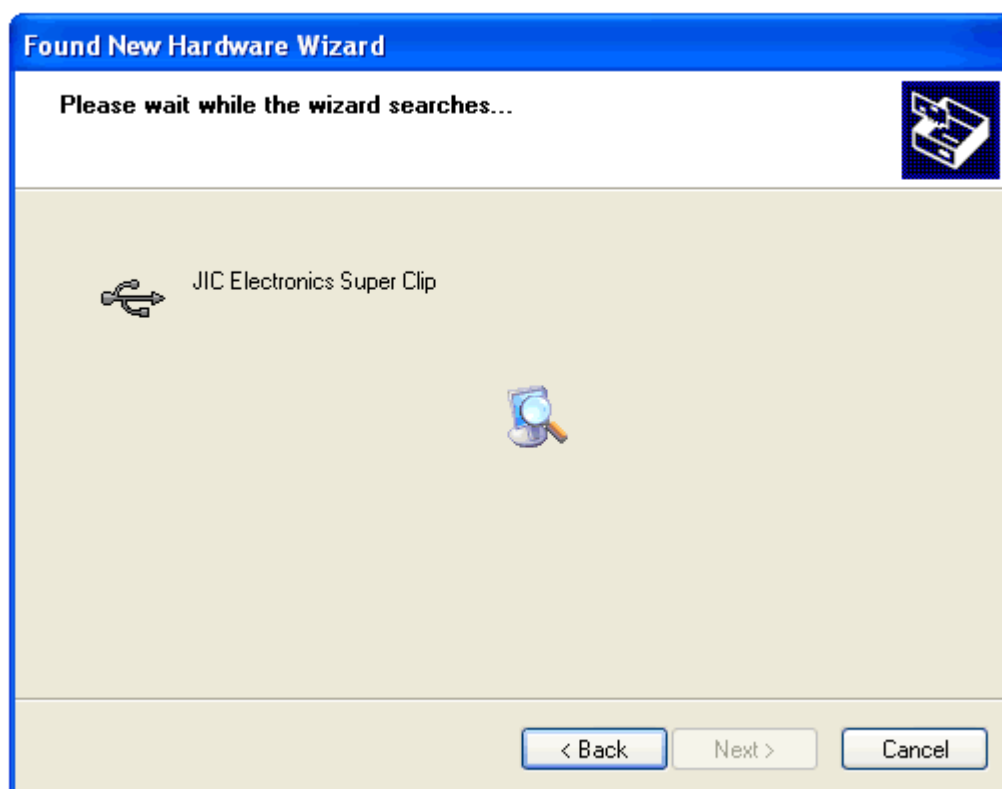 Found New Hardware Wizard
Please wait while the wizard searches...
JIC Electronics Super Clip
< Back
Next >
Cancel